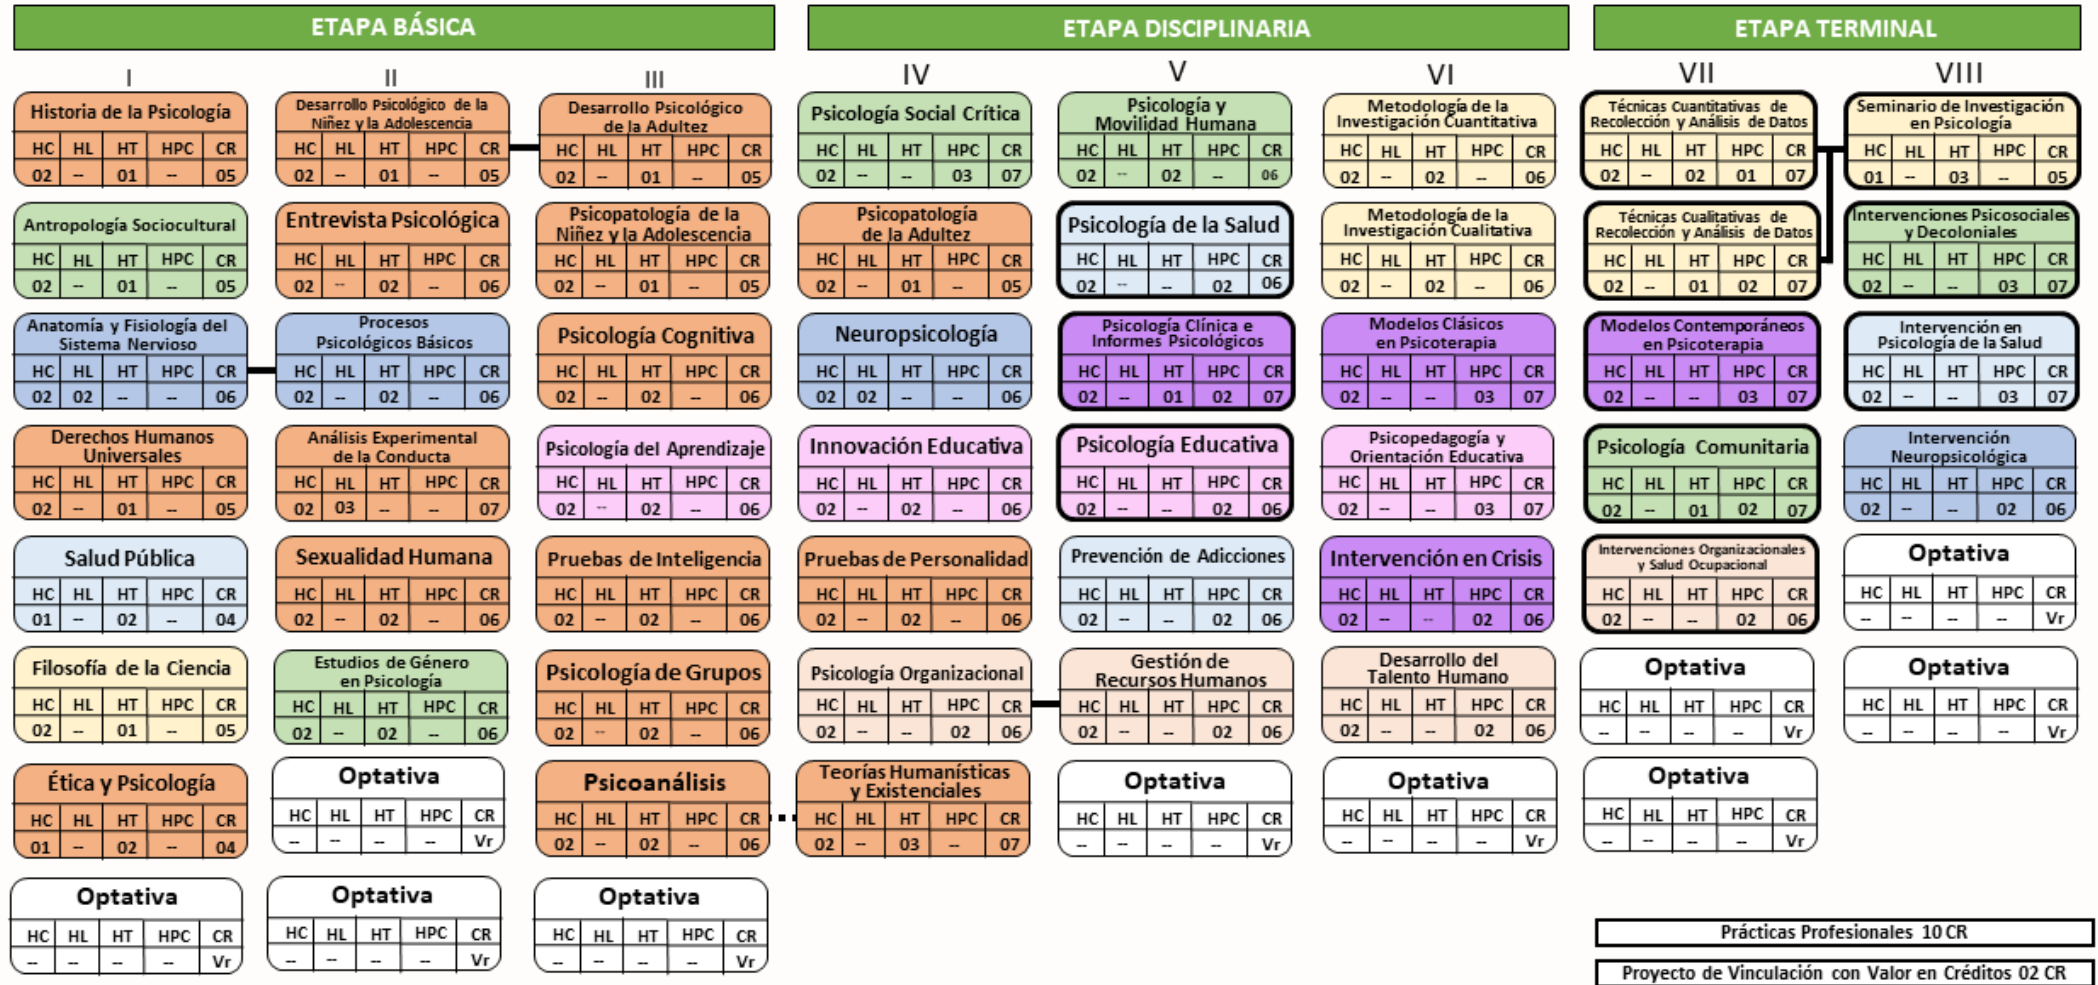 ETAPA BÁSICA
ETAPA DISCIPLINARIA
ETAPA TERMINAL
I
II
III
IV
V
VI
VII
VIII
Historia de la Psicología
HC HL HT HPC CR
02 -- 01 -- 05
Desarrollo Psicológico de la
Niñez y la Adolescencia
HC HL HT HPC CR
02 -- 01 -- 05
Desarrollo Psicológico
de la Adultez
HC HL HT HPC CR
02 -- 01 -- 05
Psicología Social Crítica
HC HL HT HPC CR
02 -- -- 03 07
Psicología y
Movilidad Humana
HC HL HT HPC CR
02 -- 02 -- 06
Metodología de la
Investigación Cuantitativa
HC HL HT HPC CR
02 -- 02 -- 06
Técnicas Cuantitativas de
Recolección y Análisis de Datos
HC HL HT HPC CR
02 -- 02 01 07
Seminario de Investigación
en Psicología
HC HL HT HPC CR
01 -- 03 -- 05
Antropología Sociocultural
HC HL HT HPC CR
02 -- 01 -- 05
Entrevista Psicológica
HC HL HT HPC CR
02 -- 02 -- 06
Psicopatología de la
Niñez y la Adolescencia
HC HL HT HPC CR
02 -- 01 -- 05
Psicopatología
de la Adultez
HC HL HT HPC CR
02 -- 01 -- 05
Psicología de la Salud
HC HL HT HPC CR
02 -- -- 02 06
Metodología de la
Investigación Cualitativa
HC HL HT HPC CR
02 -- 02 -- 06
Técnicas Cualitativas de
Recolección y Análisis de Datos
HC HL HT HPC CR
02 -- 01 02 07
Intervenciones Psicosociales
y Decoloniales
HC HL HT HPC CR
02 -- -- 03 07
Anatomía y Fisiología del
Sistema Nervioso
HC HL HT HPC CR
02 02 -- -- 06
Procesos
Psicológicos Básicos
HC HL HT HPC CR
02 -- 02 -- 06
Psicología Cognitiva
HC HL HT HPC CR
02 -- 02 -- 06
Neuropsicología
HC HL HT HPC CR
02 02 -- -- 06
Psicología Clínica e
Informes Psicológicos
HC HL HT HPC CR
02 -- 01 02 07
Modelos Clásicos
en Psicoterapia
HC HL HT HPC CR
02 -- -- 03 07
Modelos Contemporáneos
en Psicoterapia
HC HL HT HPC CR
02 -- -- 03 07
Intervención en
Psicología de la Salud
HC HL HT HPC CR
02 -- -- 03 07
Derechos Humanos
Universales
HC HL HT HPC CR
02 -- 01 -- 05
Análisis Experimental
de la Conducta
HC HL HT HPC CR
02 03 -- -- 07
Psicología del Aprendizaje
HC HL HT HPC CR
02 -- 02 -- 06
Innovación Educativa
HC HL HT HPC CR
02 -- 02 -- 06
Psicología Educativa
HC HL HT HPC CR
02 -- -- 02 06
Psicopedagogía y
Orientación Educativa
HC HL HT HPC CR
02 -- -- 03 07
Psicología Comunitaria
HC HL HT HPC CR
02 -- 01 02 07
Intervención
Neuropsicológica
HC HL HT HPC CR
02 -- -- 02 06
Salud Pública
HC HL HT HPC CR
01 -- 02 -- 04
Sexualidad Humana
HC HL HT HPC CR
02 -- 02 -- 06
Pruebas de Inteligencia
HC HL HT HPC CR
02 -- 02 -- 06
Pruebas de Personalidad
HC HL HT HPC CR
02 -- 02 -- 06
Prevención de Adicciones
HC HL HT HPC CR
02 -- -- 02 06
Intervención en Crisis
HC HL HT HPC CR
02 -- -- 02 06
Intervenciones Organizacionales
y Salud Ocupacional
HC HL HT HPC CR
02 -- -- 02 06
Optativa
HC HL HT HPC CR
-- -- -- -- Vr
Filosofía de la Ciencia
HC HL HT HPC CR
02 -- 01 -- 05
Estudios de Género
en Psicología
HC HL HT HPC CR
02 -- 02 -- 06
Psicología de Grupos
HC HL HT HPC CR
02 -- 02 -- 06
Psicología Organizacional
HC HL HT HPC CR
02 -- -- 02 06
Gestión de
Recursos Humanos
HC HL HT HPC CR
02 -- -- 02 06
Desarrollo del
Talento Humano
HC HL HT HPC CR
02 -- -- 02 06
Optativa
HC HL HT HPC CR
-- -- -- -- Vr
Optativa
HC HL HT HPC CR
-- -- -- -- Vr
Ética y Psicología
HC HL HT HPC CR
01 -- 02 -- 04
Optativa
HC HL HT HPC CR
-- -- -- -- Vr
Psicoanálisis
HC HL HT HPC CR
02 -- 02 -- 06
Teorías Humanísticas
y Existenciales
HC HL HT HPC CR
02 -- 03 -- 07
Optativa
HC HL HT HPC CR
-- -- -- -- Vr
Optativa
HC HL HT HPC CR
-- -- -- -- Vr
Optativa
HC HL HT HPC CR
-- -- -- -- Vr
Optativa
HC HL HT HPC CR
-- -- -- -- Vr
Optativa
HC HL HT HPC CR
-- -- -- -- Vr
Optativa
HC HL HT HPC CR
-- -- -- -- Vr
Prácticas Profesionales 10 CR
Proyecto de Vinculación con Valor en Créditos 02 CR